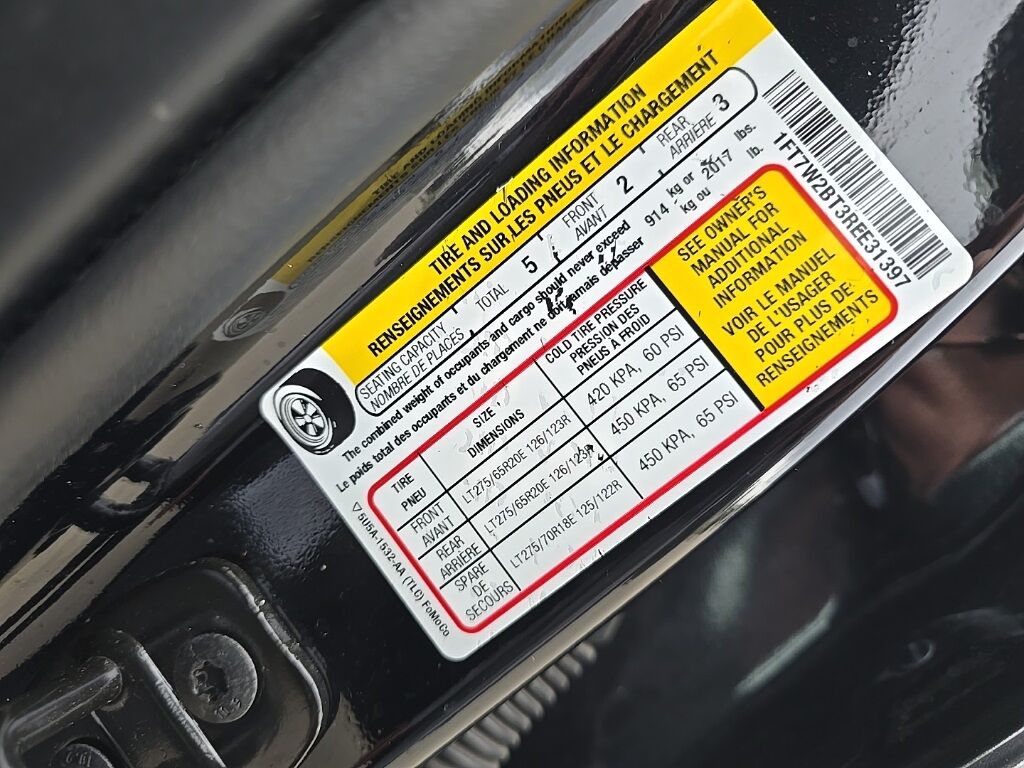 TIRE AND LOADING INFORMATION
RENSEIGNEMENTS SUR LES PNEUS ET LE CHARGEMENT
SEATING CAPACITY TOTAL 5 FRONT 2 REAR 3
NOMBRE DE PLACES AVANT ARRIÈRE
The combined weight of occupants and cargo should never exceed 914 kg or 2017 lbs.
Le poids total des occupants et du chargement ne doit jamais dépasser kg ou lb.
TIRE SIZE COLD TIRE PRESSURE
PNEU DIMENSIONS PRESSION DES PNEUS À FROID
FRONT AVANT LT275/65R20E 126/123R 420 KPA, 60 PSI
REAR ARRIÈRE LT275/65R20E 126/123R 450 KPA, 65 PSI
SPARE DE SECOURS LT275/70R18E 125/122R 450 KPA, 65 PSI
SEE OWNER'S
MANUAL FOR
ADDITIONAL
INFORMATION
VOIR LE MANUEL
DE L'USAGER
POUR PLUS DE
RENSEIGNEMENTS
1FT7W2BT3REE31397
▽5U5A-1532-AA (TLC) FoMoCo